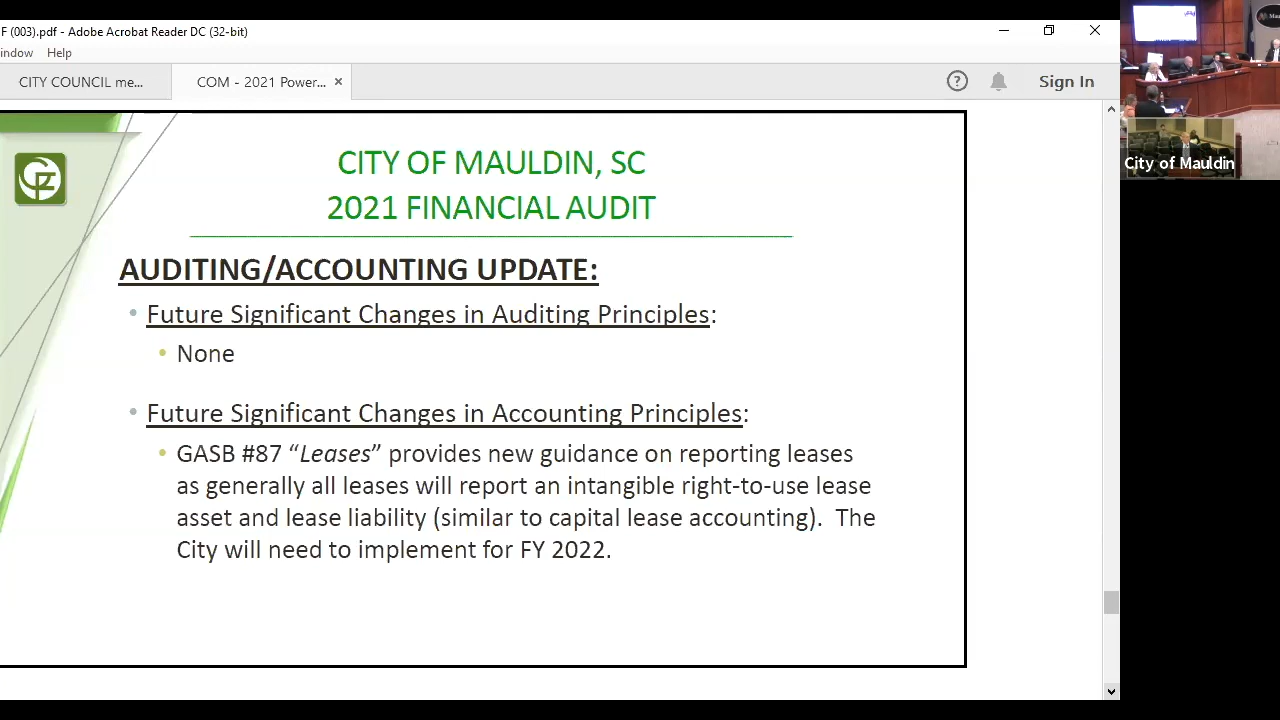 F (003).pdf - Adobe Acrobat Reader DC (32-bit)
indow Help
CITY COUNCIL me...
COM - 2021 Power...
Sign In
CITY OF MAULDIN, SC
2021 FINANCIAL AUDIT
AUDITING/ACCOUNTING UPDATE:
• Future Significant Changes in Auditing Principles:
• None
• Future Significant Changes in Accounting Principles:
• GASB #87 “Leases” provides new guidance on reporting leases
as generally all leases will report an intangible right-to-use lease
asset and lease liability (similar to capital lease accounting). The
City will need to implement for FY 2022.
City of Mauldin